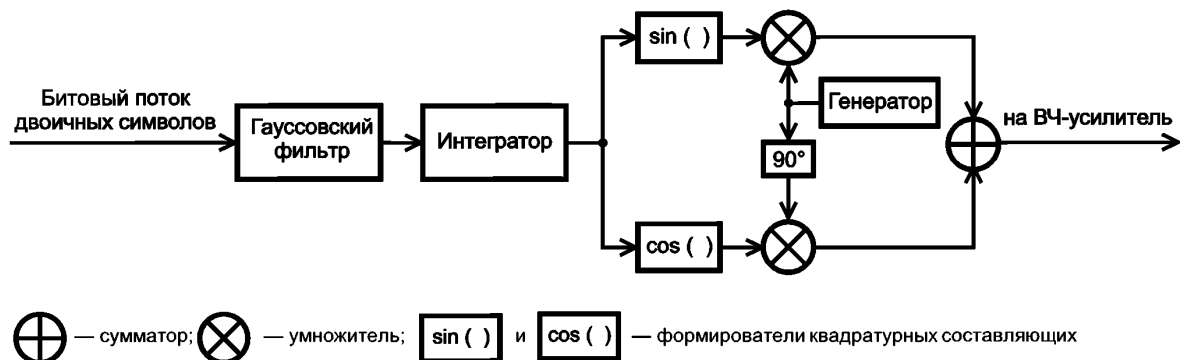 Битовый поток
двоичных символов
Гауссовский
фильтр
Интегратор
sin ( )
Генератор
90°
cos ( )
на ВЧ-усилитель
— сумматор; — умножитель; sin ( ) и cos ( ) — формирователи квадратурных составляющих